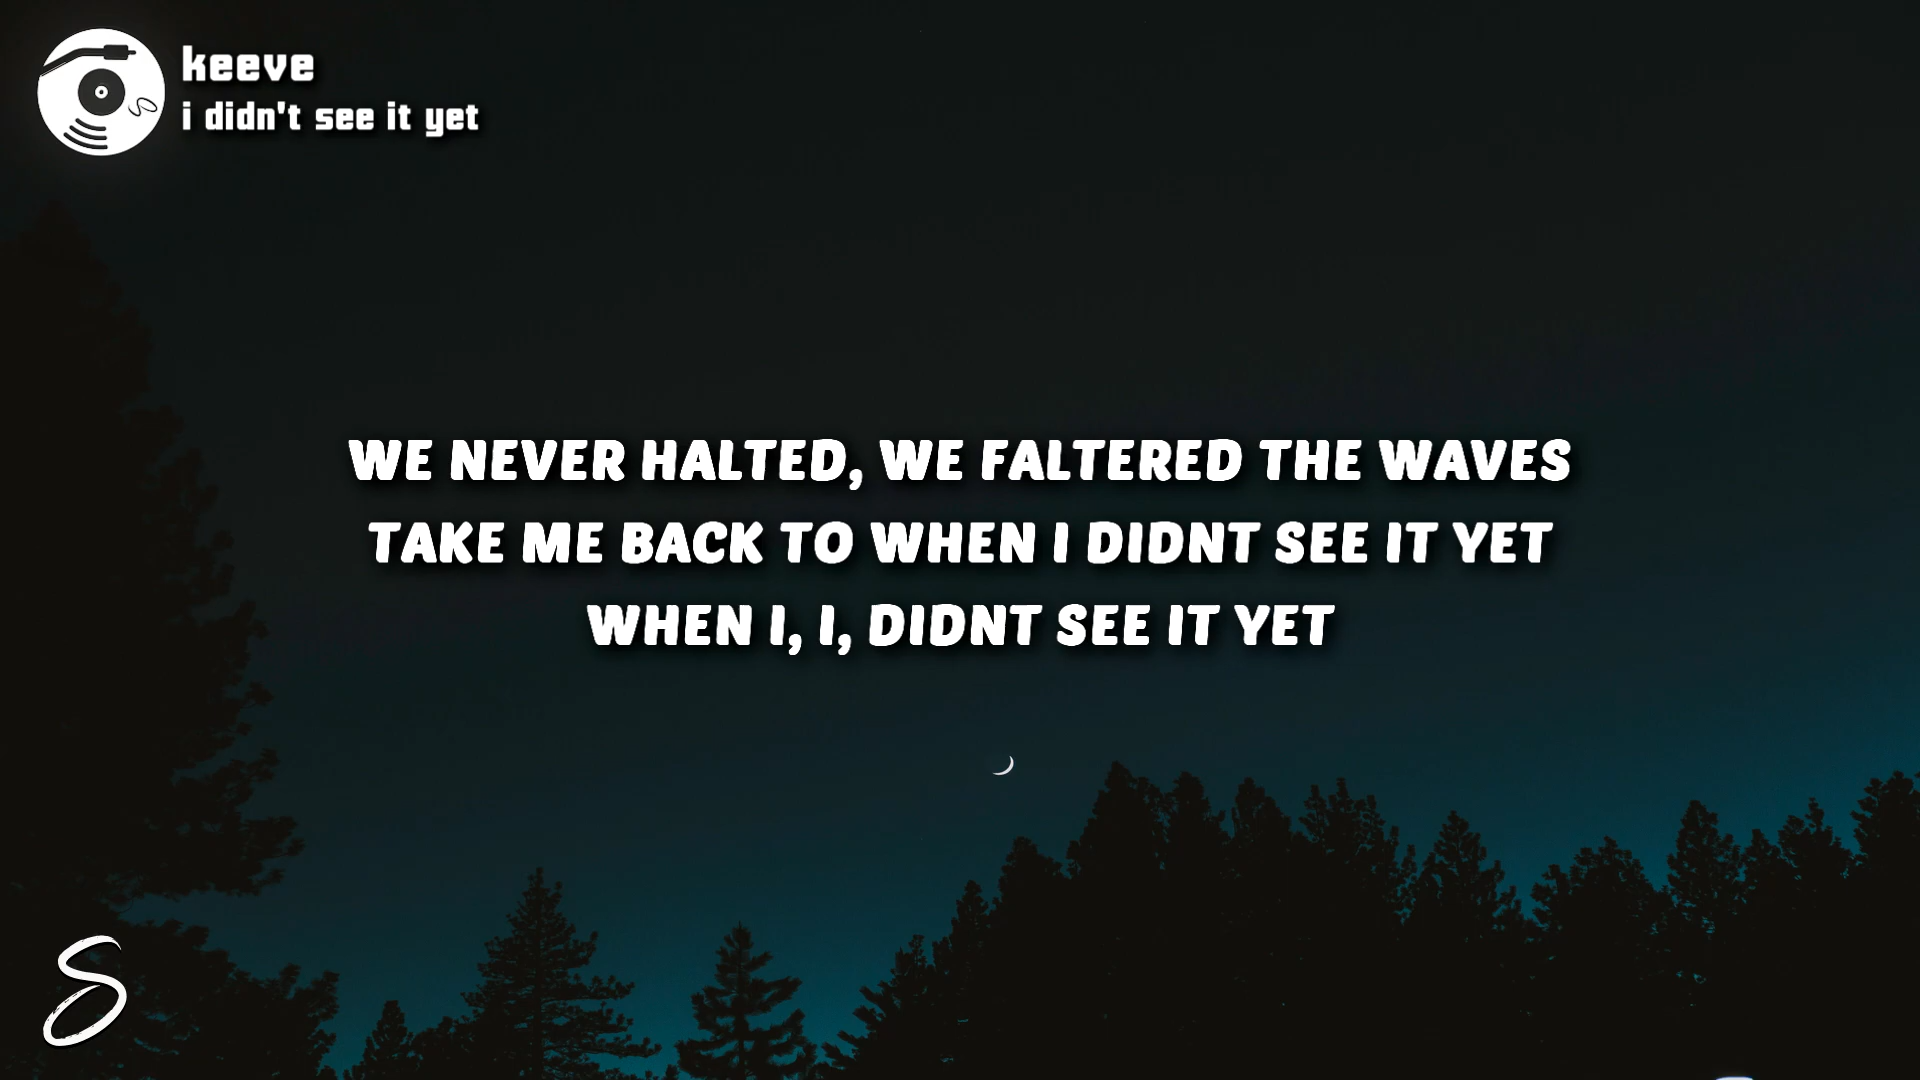 keeve
i didn't see it yet
WE NEVER HALTED, WE FALTERED THE WAVES
TAKE ME BACK TO WHEN I DIDNT SEE IT YET
WHEN I, I, DIDNT SEE IT YET
S